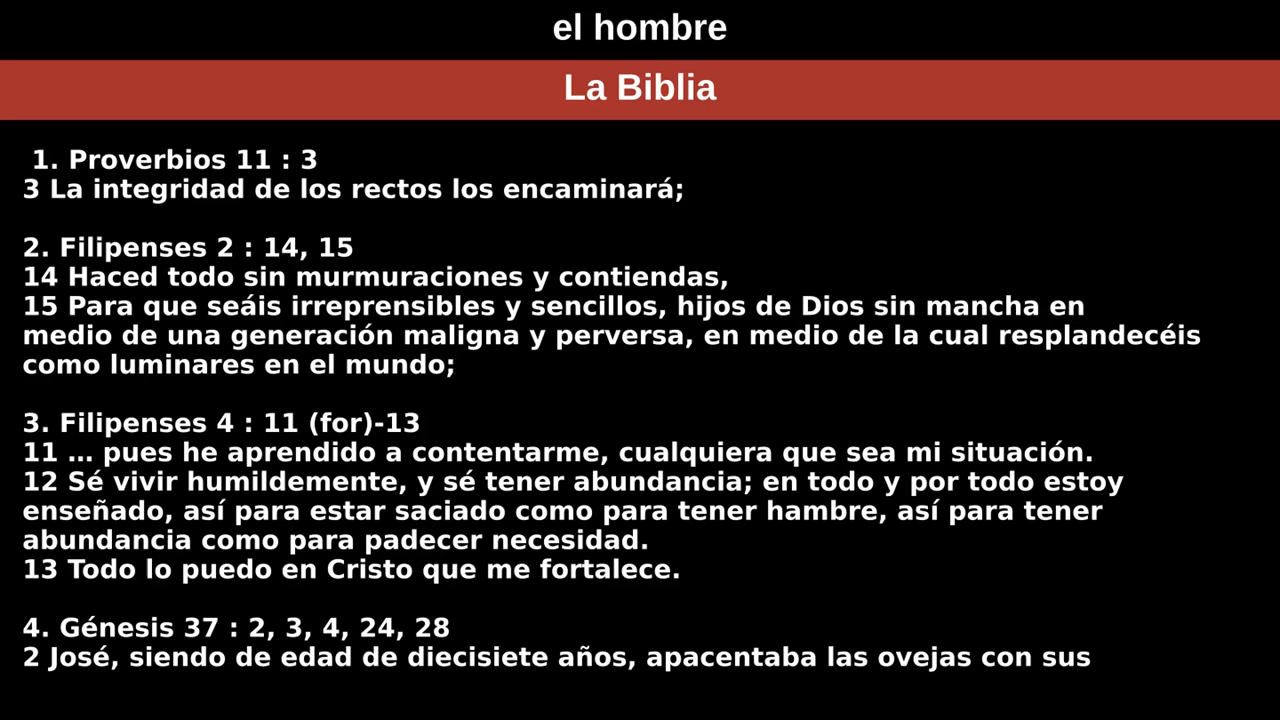 el hombre
La Biblia
1. Proverbios 11 : 3
3 La integridad de los rectos los encaminará;
2. Filipenses 2 : 14, 15
14 Haced todo sin murmuraciones y contiendas,
15 Para que seáis irreprensibles y sencillos, hijos de Dios sin mancha en
medio de una generación maligna y perversa, en medio de la cual resplandecéis
como luminares en el mundo;
3. Filipenses 4 : 11 (for)-13
11 … pues he aprendido a contentarme, cualquiera que sea mi situación.
12 Sé vivir humildemente, y sé tener abundancia; en todo y por todo estoy
enseñado, así para estar saciado como para tener hambre, así para tener
abundancia como para padecer necesidad.
13 Todo lo puedo en Cristo que me fortalece.
4. Génesis 37 : 2, 3, 4, 24, 28
2 José, siendo de edad de diecisiete años, apacentaba las ovejas con sus